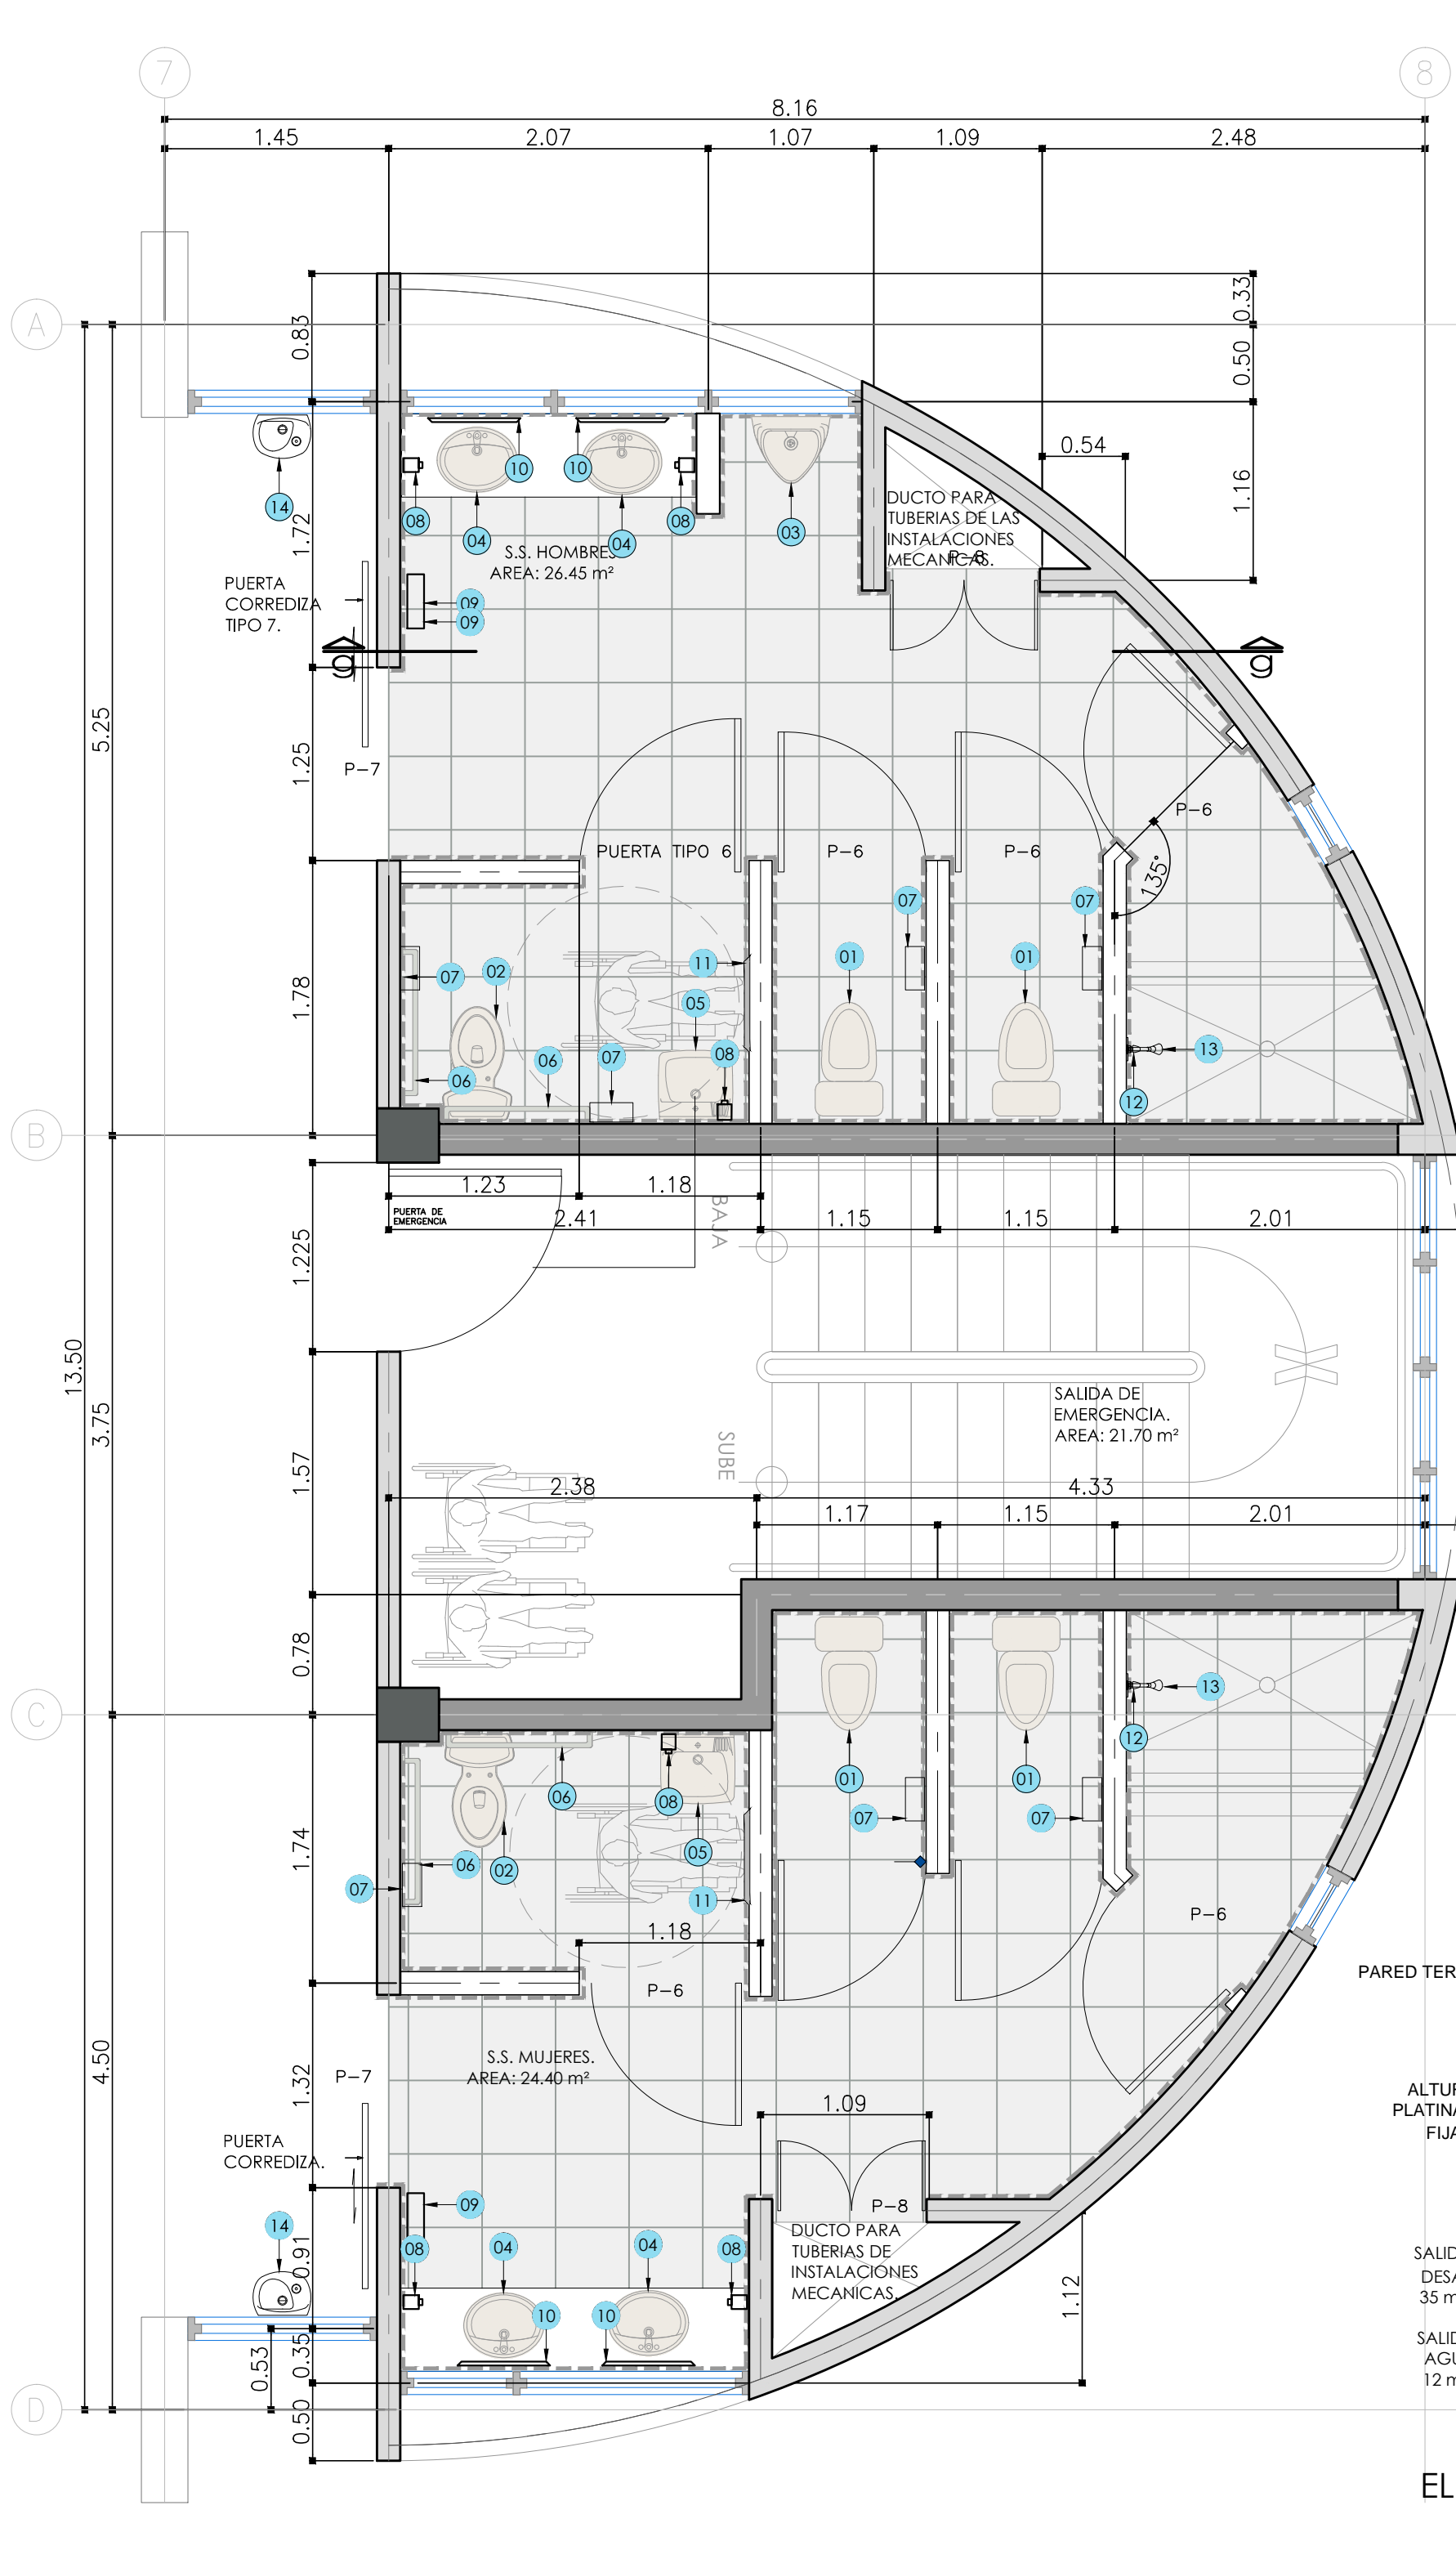 7
8
8.16
1.45
2.07
1.07
1.09
2.48
A
0.83
0.33
0.50
0.54
1.16
10
10
14
08
04
04
08
03
1.72
DUCTO PARA
TUBERIAS DE LAS
INSTALACIONES
MECANICAS.
P-8
S.S. HOMBRES
AREA: 26.45 m²
PUERTA
CORREDIZA
TIPO 7.
09
09
g
g
5.25
1.25
P-7
P-6
PUERTA TIPO 6
P-6
P-6
135°
07
07
11
01
01
07
02
1.78
05
06
07
08
13
06
12
B
1.23
1.18
PUERTA DE
EMERGENCIA
2.41
BAJA
1.15
1.15
2.01
1.225
13.50
3.75
SALIDA DE
EMERGENCIA.
AREA: 21.70 m²
SUBE
1.57
2.38
4.33
1.17
1.15
2.01
0.78
13
C
12
01
01
06
08
07
07
1.74
05
06
02
07
11
P-6
1.18
PARED TER
P-6
4.50
1.32
S.S. MUJERES.
AREA: 24.40 m²
P-7
ALTUR
PLATINA
FIJA
1.09
PUERTA
CORREDIZA.
09
P-8
14
DUCTO PARA
TUBERIAS DE
INSTALACIONES
MECANICAS.
08
04
04
08
0.91
SALID
DESA
35 m
1.12
10
10
0.53
0.35
SALID
AGU
12 m
D
0.50
EL